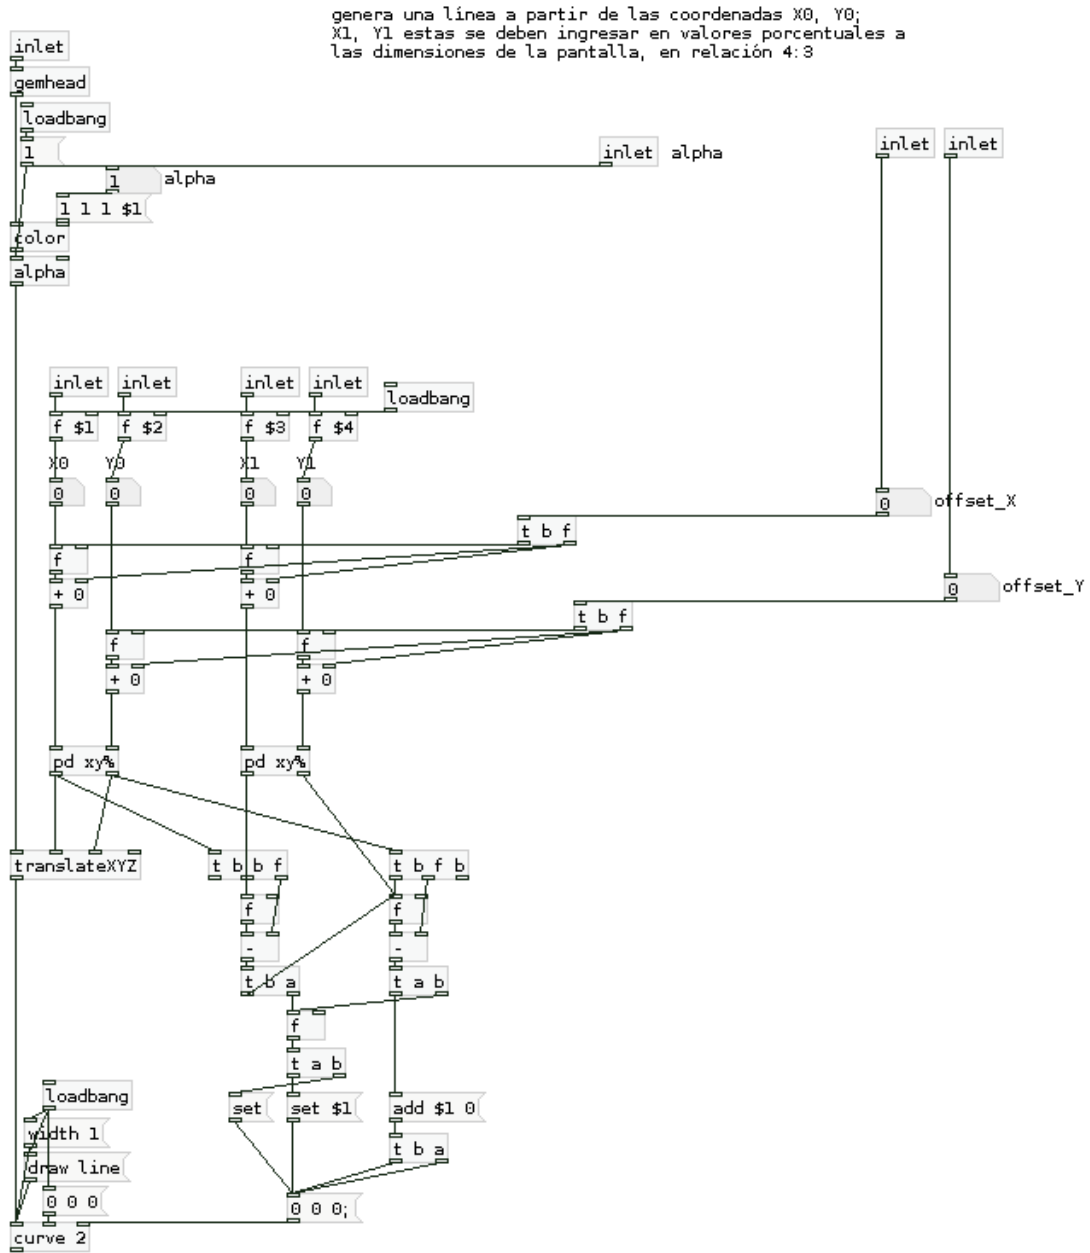 genera una línea a partir de las coordenadas X0, Y0;
X1, Y1 estas se deben ingresar en valores porcentuales a
las dimensiones de la pantalla, en relación 4:3
inlet
gemhead
loadbang
1
inlet alpha
inlet inlet
1 alpha
1 1 1 $1
color
alpha
inlet inlet inlet inlet
loadbang
f $1 f $2 f $3 f $4
X0 Y0 X1 Y1
0 0 0 0
0 offset_X
t b f
f f
+ 0 + 0
0 offset_Y
t b f
f f
+ 0 + 0
pd xy% pd xy%
translateXYZ t b b f t b f b
f f
- -
t b a t a b
f
t a b
loadbang
set set $1 add $1 0
width 1
t b a
draw line
0 0 0 0 0 0;
curve 2